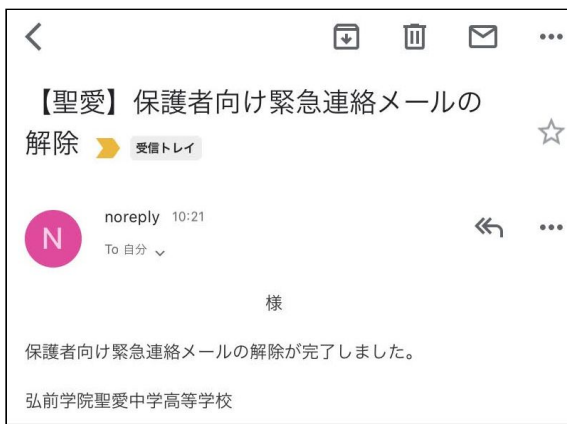 【聖愛】保護者向け緊急連絡メールの
解除 受信トレイ
N
noreply 10:21
To 自分
様
保護者向け緊急連絡メールの解除が完了しました。
弘前学院聖愛中学高等学校